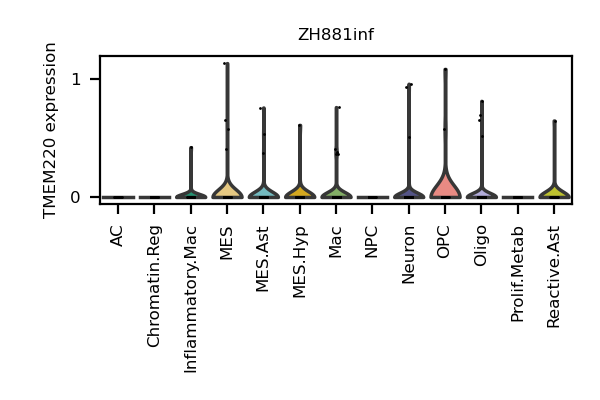 ZH881inf
TMEM220 expression
1
0
AC
Chromatin.Reg
Inflammatory.Mac
MES
MES.Ast
MES.Hyp
Mac
NPC
Neuron
OPC
Oligo
Prolif.Metab
Reactive.Ast